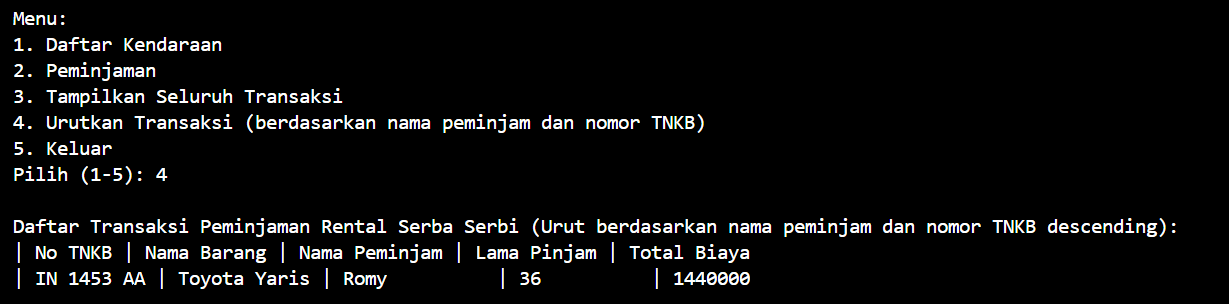 Menu:
1. Daftar Kendaraan
2. Peminjaman
3. Tampilkan Seluruh Transaksi
4. Urutkan Transaksi (berdasarkan nama peminjam dan nomor TNKB)
5. Keluar
Pilih (1-5): 4
Daftar Transaksi Peminjaman Rental Serba Serbi (Urut berdasarkan nama peminjam dan nomor TNKB descending):
| No TNKB | Nama Barang | Nama Peminjam | Lama Pinjam | Total Biaya
| IN 1453 AA | Toyota Yaris | Romy          | 36          | 1440000